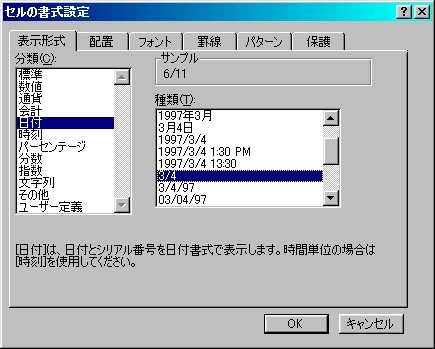 セルの書式設定
表示形式 配置 フォント 罫線 パターン 保護
分類(C):
標準
数値
通貨
会計
日付
時刻
パーセンテージ
分数
指数
文字列
その他
ユーザー定義
サンプル
6/11
種類(T):
1997年3月
3月4日
1997/3/4
1997/3/4 1:30 PM
1997/3/4 13:30
3/4
3/4/97
03/04/97
[日付]は、日付とシリアル番号を日付書式で表示します。時間単位の場合は
[時刻]を使用してください。
OK キャンセル